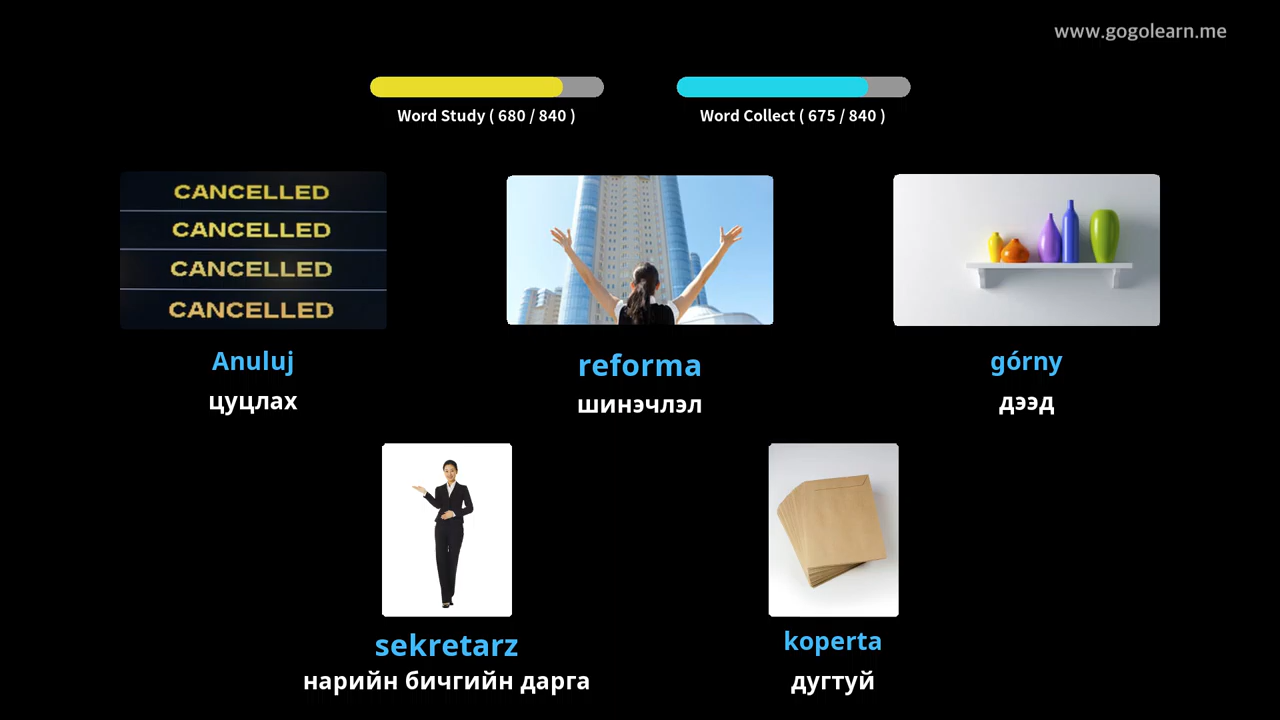 www.gogolearn.me
Word Study ( 680 / 840 )
Word Collect ( 675 / 840 )
CANCELLED
CANCELLED
CANCELLED
CANCELLED
Anuluj
цуцлах
reforma
шинэчлэл
górny
дээд
sekretarz
нарийн бичгийн дарга
koperta
дугтуй